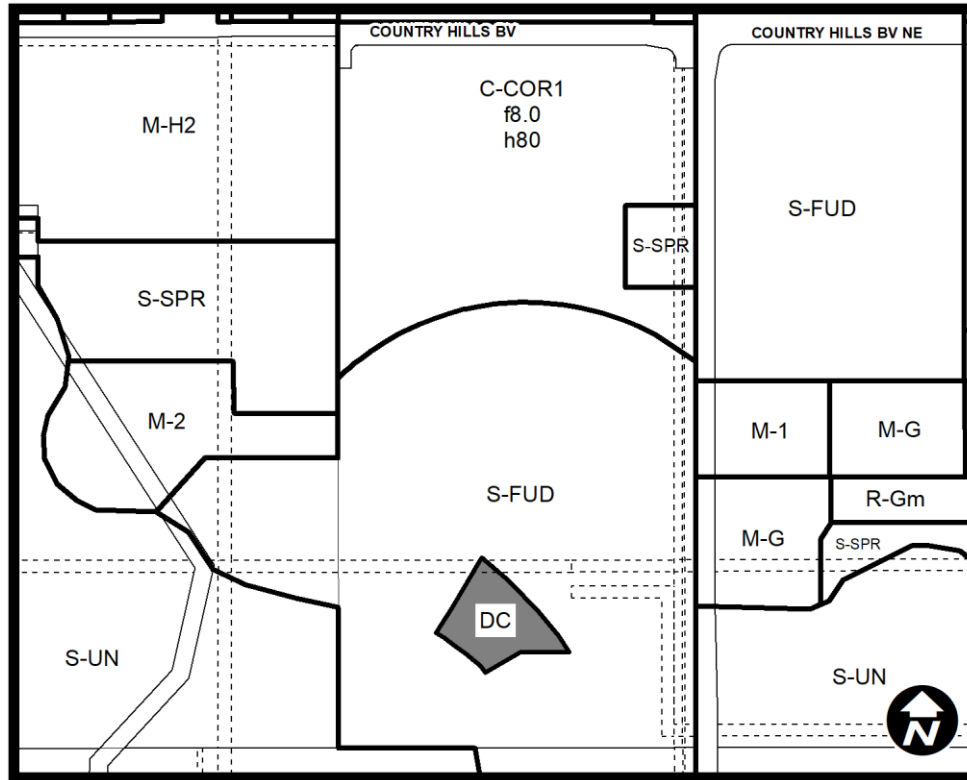 COUNTRY HILLS BV
COUNTRY HILLS BV NE
C-COR1
f8.0
h80
M-H2
S-FUD
S-SPR
S-SPR
M-2
M-1
M-G
S-FUD
R-Gm
M-G
S-SPR
DC
S-UN
S-UN
N